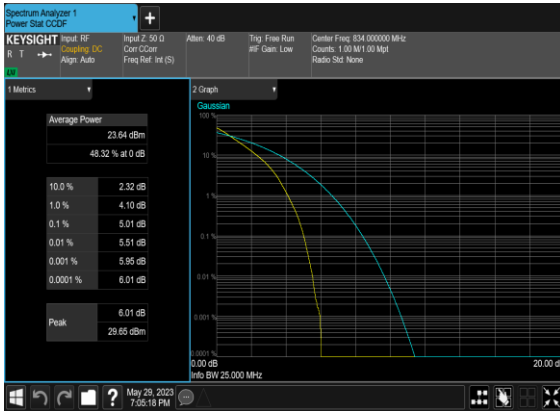 Spectrum Analyzer 1
Power Stat CCDF
+
KEYSIGHT
R T
LV
Input: RF
Coupling: DC
Align: Auto
Input Z: 50 Ω
Corr CCorr
Freq Ref: Int (S)
Atten: 40 dB
Trig: Free Run
#IF Gain: Low
Center Freq: 834.000000 MHz
Counts: 1.00 M/1.00 Mpt
Radio Std: None
1 Metrics
Average Power
23.64 dBm
48.32 % at 0 dB
10.0 % 2.32 dB
1.0 % 4.10 dB
0.1 % 5.01 dB
0.01 % 5.51 dB
0.001 % 5.95 dB
0.0001 % 6.01 dB
Peak
6.01 dB
29.65 dBm
2 Graph
Gaussian
100 %
10 %
1 %
0.1 %
0.01 %
0.001 %
0.0001 %
0.00 dB
20.00 d
Info BW 25.000 MHz
?
May 29, 2023
7:05:18 PM